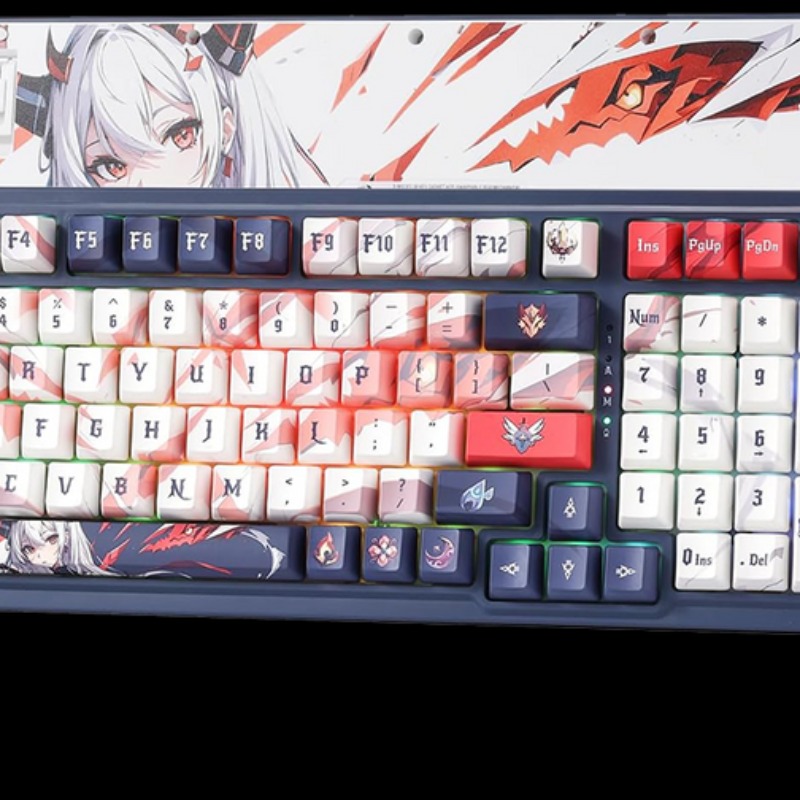 F4 F5 F6 F7 F8 F9 F10 F11 F12 Ins PgUp PgDn
$ % ^ & * ( ) - +
4 5 6 7 8 9 0 - =
Num / *
R T Y U I O P [ ] |
{ } \
7 8 9
F G H J K L : "
; '
4 5 6
C V B N M < > ?
, . /
1 2 3
0 Ins . Del
1
A
M